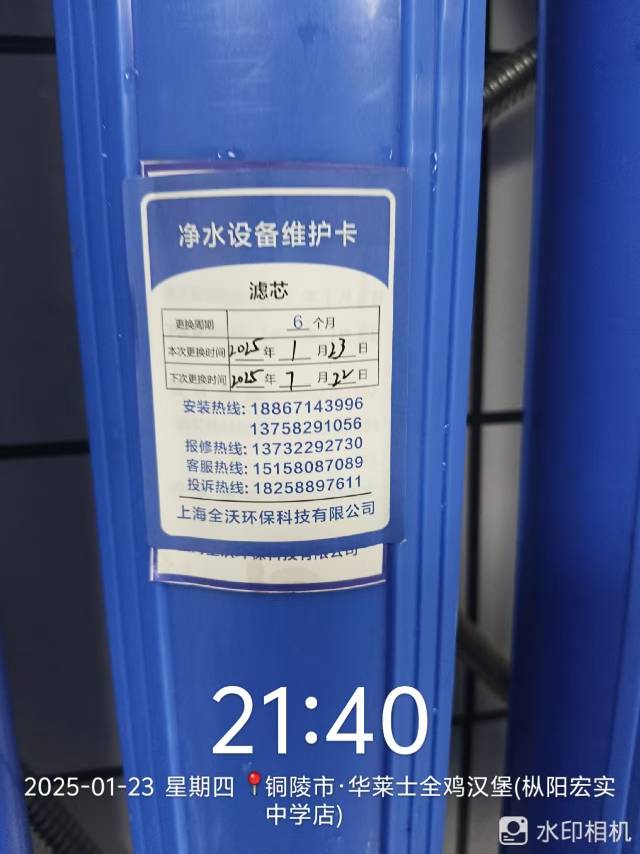 净水设备维护卡
滤芯
更换周期 6 个月
本次更换时间 2025 年 1 月 23 日
下次更换时间 2025 年 7 月 22 日
安装热线: 18867143996
13758291056
报修热线: 13732292730
客服热线: 15158087089
投诉热线: 18258897611
上海全沃环保科技有限公司
21:40
2025-01-23 星期四 铜陵市·华莱士全鸡汉堡(枞阳宏实
中学店)
水印相机